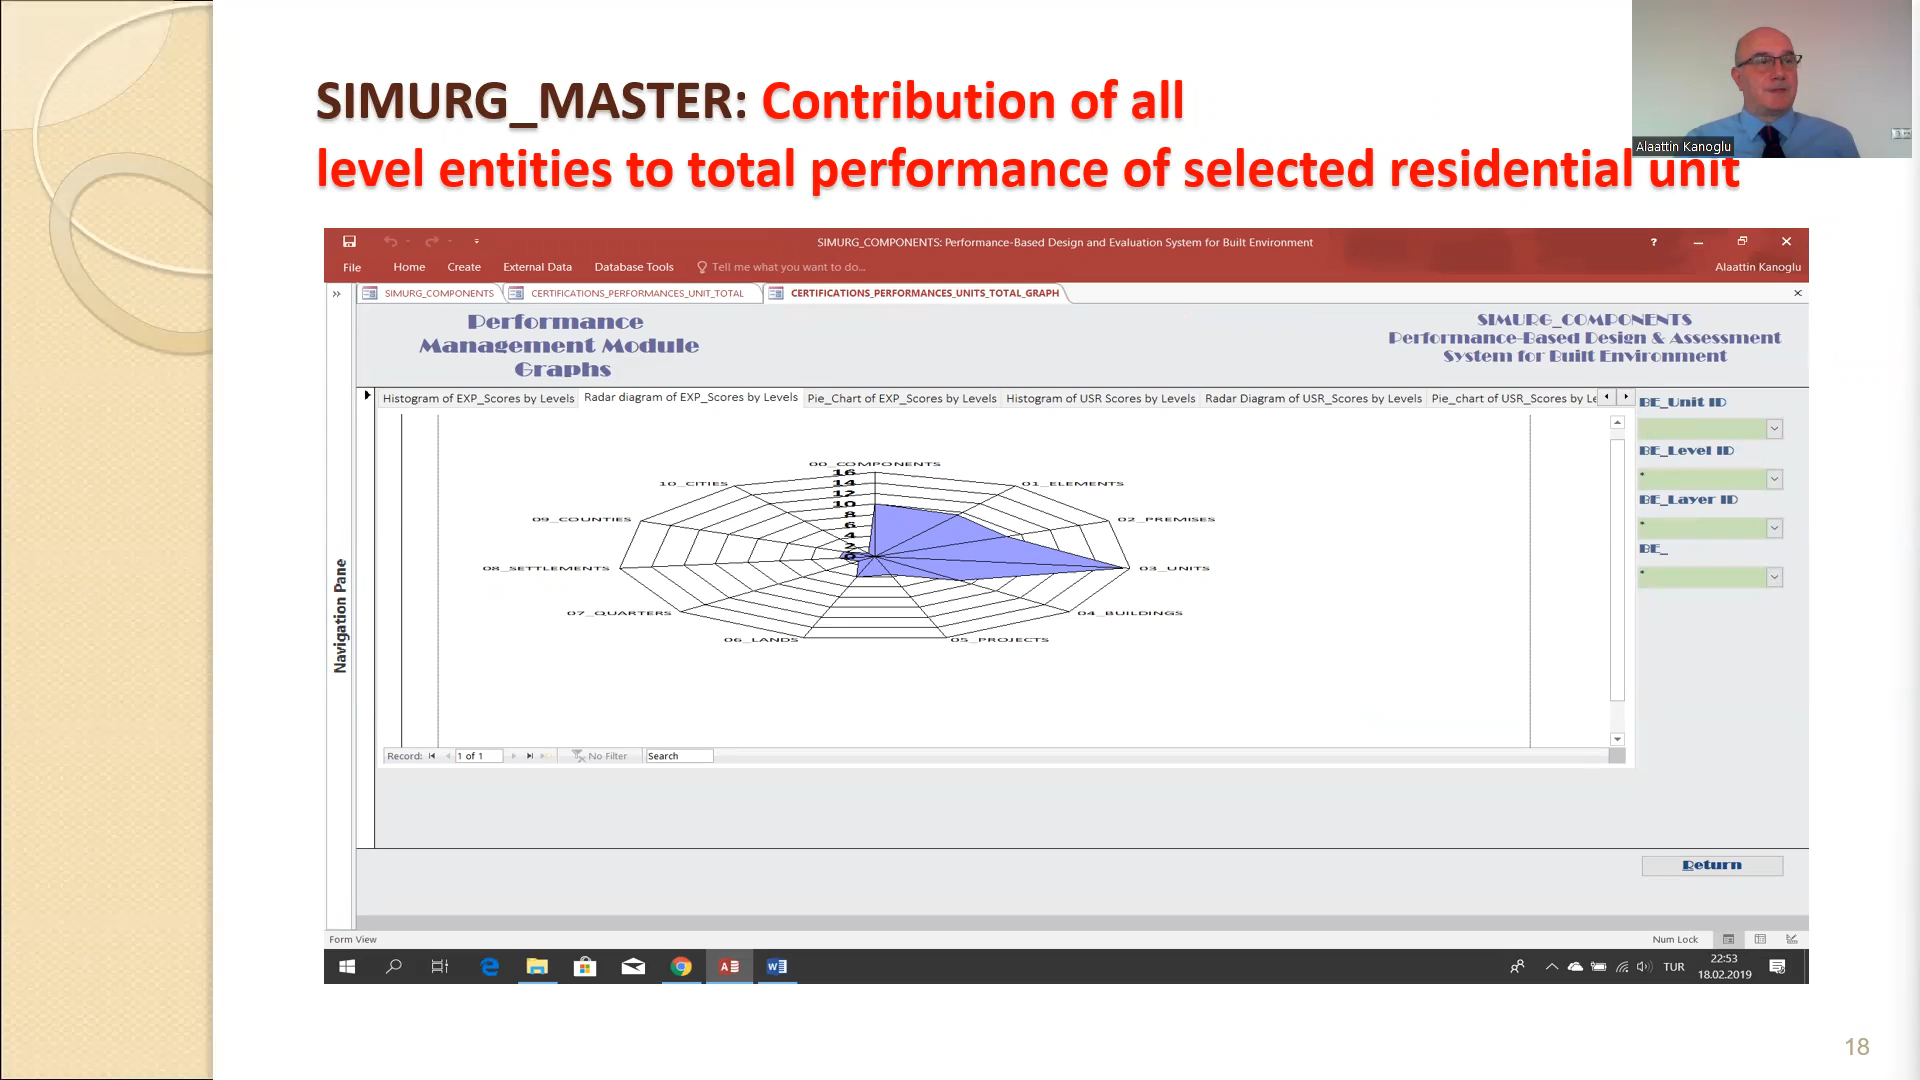 SIMURG_MASTER: Contribution of all
level entities to total performance of selected residential unit
Alaattin Kanoglu
SIMURG_COMPONENTS: Performance-Based Design and Evaluation System for Built Environment
?
File Home Create External Data Database Tools Tell me what you want to do...
Alaattin Kanoglu
SIMURG_COMPONENTS CERTIFICATIONS_PERFORMANCES_UNIT_TOTAL CERTIFICATIONS_PERFORMANCES_UNITS_TOTAL_GRAPH
Performance
Management Module
Graphs
SIMURG_COMPONENTS
Performance-Based Design & Assessment
System for Built Environment
Histogram of EXP_Scores by Levels Radar diagram of EXP_Scores by Levels Pie_Chart of EXP_Scores by Levels Histogram of USR Scores by Levels Radar Diagram of USR_Scores by Levels Pie_chart of USR_Scores by Le
BE_Unit ID
BE_Level ID
*
BE_Layer ID
*
BE_
*
00_COMPONENTS
16
14
12
10
8
6
4
2
0
01_ELEMENTS
02_PREMISES
03_UNITS
04_BUILDINGS
05_PROJECTS
06_LANDS
07_QUARTERS
08_SETTLEMENTS
09_COUNTIES
10_CITIES
Navigation Pane
Record: 1 of 1 No Filter Search
Return
Form View
Num Lock
TUR
22:53
18.02.2019
18